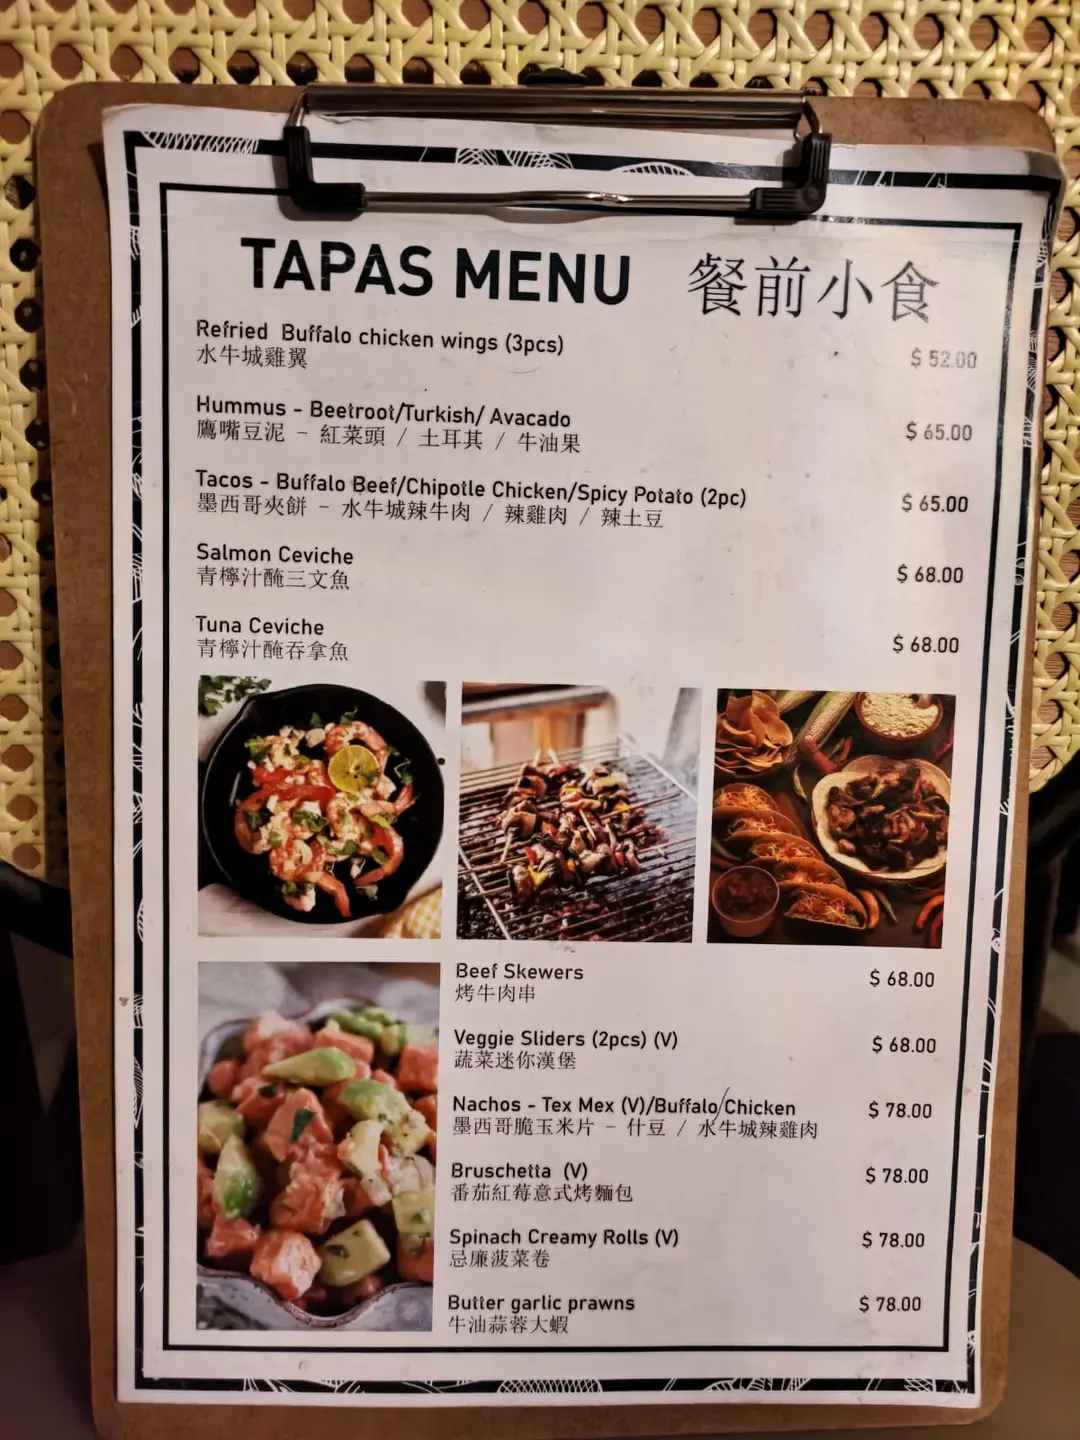 TAPAS MENU 餐前小食
Refried Buffalo chicken wings (3pcs) $ 52.00
水牛城雞翼
Hummus - Beetroot/Turkish/ Avacado $ 65.00
鷹嘴豆泥 - 紅菜頭 / 土耳其 / 牛油果
Tacos - Buffalo Beef/Chipotle Chicken/Spicy Potato (2pc) $ 65.00
墨西哥夾餅 - 水牛城辣牛肉 / 辣雞肉 / 辣土豆
Salmon Ceviche $ 68.00
青檸汁醃三文魚
Tuna Ceviche $ 68.00
青檸汁醃吞拿魚
Beef Skewers $ 68.00
烤牛肉串
Veggie Sliders (2pcs) (V) $ 68.00
蔬菜迷你漢堡
Nachos - Tex Mex (V)/Buffalo Chicken $ 78.00
墨西哥脆玉米片 - 什豆 / 水牛城辣雞肉
Bruschetta (V) $ 78.00
番茄紅莓意式烤麵包
Spinach Creamy Rolls (V) $ 78.00
忌廉菠菜卷
Butter garlic prawns $ 78.00
牛油蒜蓉大蝦